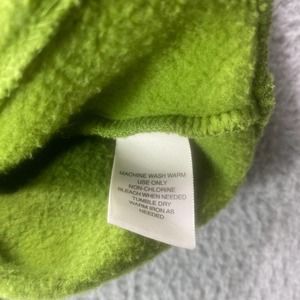 MACHINE WASH WARM
USE ONLY
NON-CHLORINE
BLEACH WHEN NEEDED
TUMBLE DRY
WARM IRON AS
NEEDED